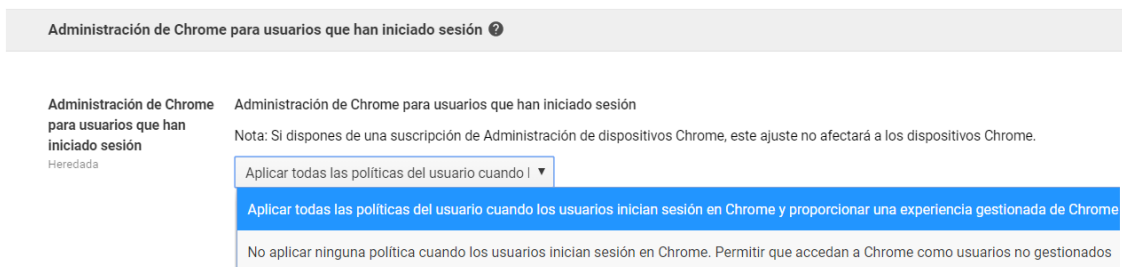 Administración de Chrome para usuarios que han iniciado sesión ?
Administración de Chrome para usuarios que han iniciado sesión
Heredada
Administración de Chrome para usuarios que han iniciado sesión
Nota: Si dispones de una suscripción de Administración de dispositivos Chrome, este ajuste no afectará a los dispositivos Chrome.
Aplicar todas las políticas del usuario cuando l
Aplicar todas las políticas del usuario cuando los usuarios inician sesión en Chrome y proporcionar una experiencia gestionada de Chrome
No aplicar ninguna política cuando los usuarios inician sesión en Chrome. Permitir que accedan a Chrome como usuarios no gestionados